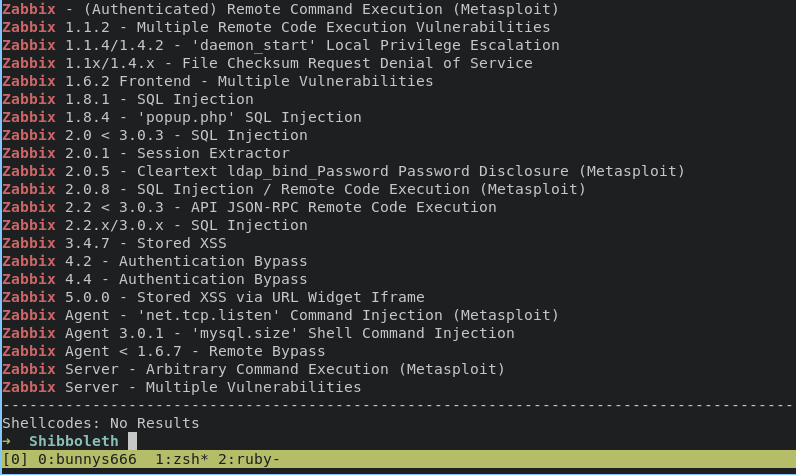 Zabbix - (Authenticated) Remote Command Execution (Metasploit)
Zabbix 1.1.2 - Multiple Remote Code Execution Vulnerabilities
Zabbix 1.1.4/1.4.2 - 'daemon_start' Local Privilege Escalation
Zabbix 1.1x/1.4.x - File Checksum Request Denial of Service
Zabbix 1.6.2 Frontend - Multiple Vulnerabilities
Zabbix 1.8.1 - SQL Injection
Zabbix 1.8.4 - 'popup.php' SQL Injection
Zabbix 2.0 < 3.0.3 - SQL Injection
Zabbix 2.0.1 - Session Extractor
Zabbix 2.0.5 - Cleartext ldap_bind_Password Password Disclosure (Metasploit)
Zabbix 2.0.8 - SQL Injection / Remote Code Execution (Metasploit)
Zabbix 2.2 < 3.0.3 - API JSON-RPC Remote Code Execution
Zabbix 2.2.x/3.0.x - SQL Injection
Zabbix 3.4.7 - Stored XSS
Zabbix 4.2 - Authentication Bypass
Zabbix 4.4 - Authentication Bypass
Zabbix 5.0.0 - Stored XSS via URL Widget Iframe
Zabbix Agent - 'net.tcp.listen' Command Injection (Metasploit)
Zabbix Agent 3.0.1 - 'mysql.size' Shell Command Injection
Zabbix Agent < 1.6.7 - Remote Bypass
Zabbix Server - Arbitrary Command Execution (Metasploit)
Zabbix Server - Multiple Vulnerabilities
----------------------------------------------------------------------------------------
Shellcodes: No Results
→ Shibboleth
[0] 0:bunnys666  1:zsh* 2:ruby-